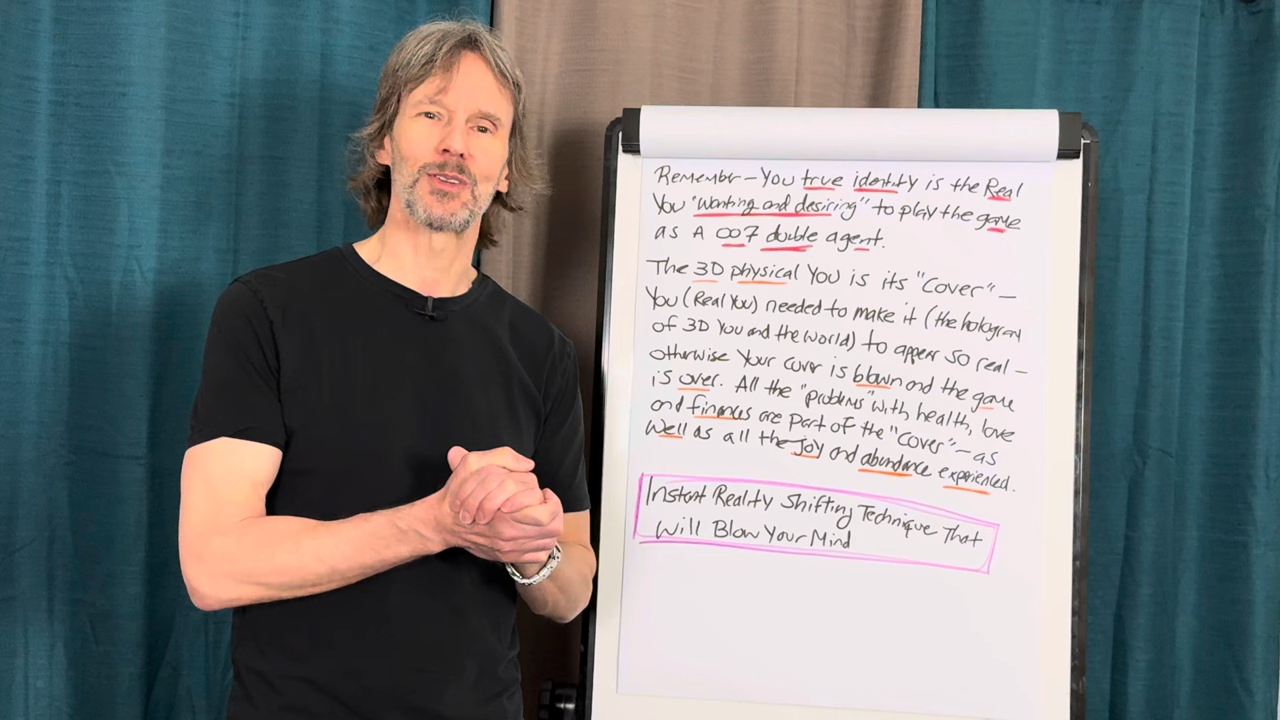 Remember – You true identity is the Real
You "wanting and desiring" to play the game
as A 007 double agent.
The 3D physical You is its "Cover" –
You (Real You) needed to make it (the hologram
of 3D You and the World) to appear so real –
otherwise Your cover is blown and the game
is over. All the "problems" with health, love
and finances are part of the "Cover" – as
Well as all the Joy and abundance experienced.
Instant Reality Shifting Technique That
Will Blow Your Mind